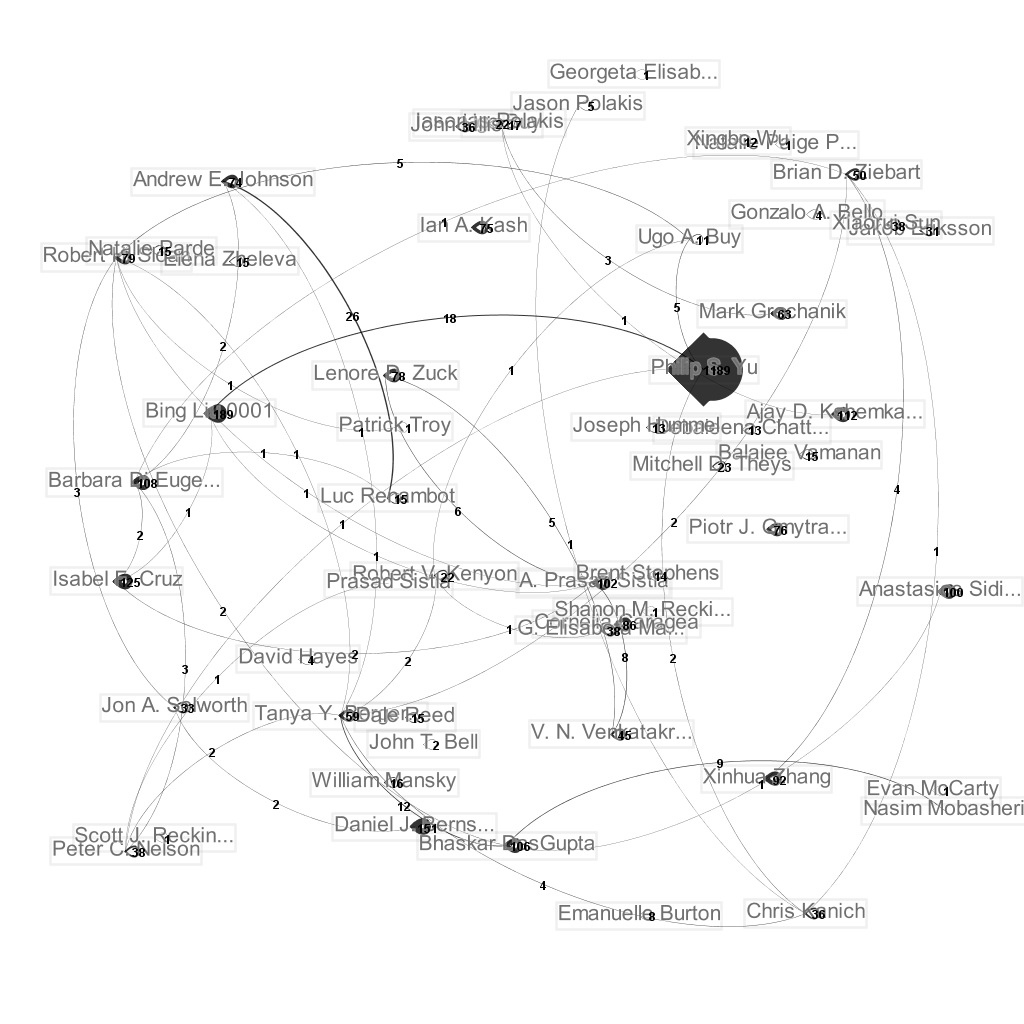 Georgeta Elisab...
1
Jason Polakis
5
36
22
17
Xingbo Wu
12
Natalie Paige P...
1
5
Brian D. Ziebart
50
Andrew E. Johnson
74
Gonzalo A. Bello
4
Xiaorui Sun
38
31
Ian A. Kash
75
1
Ugo A. Buy
11
Natalie Parde
15
79
Elena Zheleva
15
3
Mark Grechanik
63
5
26
18
1
2
Philip S. Yu
1189
Lenore D. Zuck
78
1
1
Bing Liu 0001
189
Ajay D. Kshemka...
112
Patrick Troy
1
1
Joseph Hummel
13
Debaleena Chatt...
13
1
1
Balajee Vamanan
15
Mitchell D. Theys
23
Barbara Di Euge...
108
3
1
Luc Renambot
15
4
1
6
1
5
2
Piotr J. Gmytra...
76
2
1
1
1
Isabel F. Cruz
125
Prasad Sistla
Robert V. Kenyon
22
A. Prasad Sistla
102
Brent Stephens
14
Anastasios Sidi...
100
2
Shanon M. Recki...
1
Cornelia Caragea
86
G. Elisabeta Ma...
38
1
David Hayes
4
2
2
8
2
3
1
Jon A. Solworth
33
Tanya Y. Berger...
59
Dale Reed
15
V. N. Venkatakr...
45
John T. Bell
2
2
9
William Mansky
16
Xinhua Zhang
92
1
Evan McCarty
1
Nasim Mobasheri
2
12
Daniel J. Berns...
151
Scott J. Reckin...
1
Peter C. Nelson
38
Bhaskar DasGupta
106
4
Emanuelle Burton
8
Chris Kanich
36